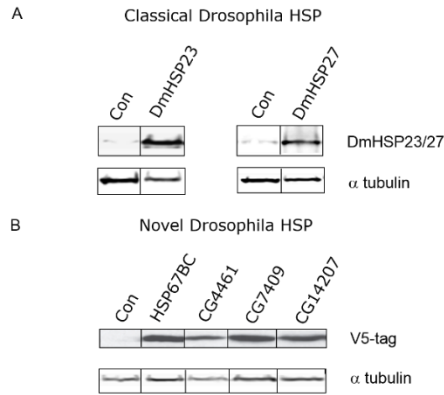 A
Classical Drosophila HSP
Con DmHSP23 Con DmHSP27
DmHSP23/27
α tubulin
B
Novel Drosophila HSP
Con HSP67BC CG4461 CG7409 CG14207
V5-tag
α tubulin